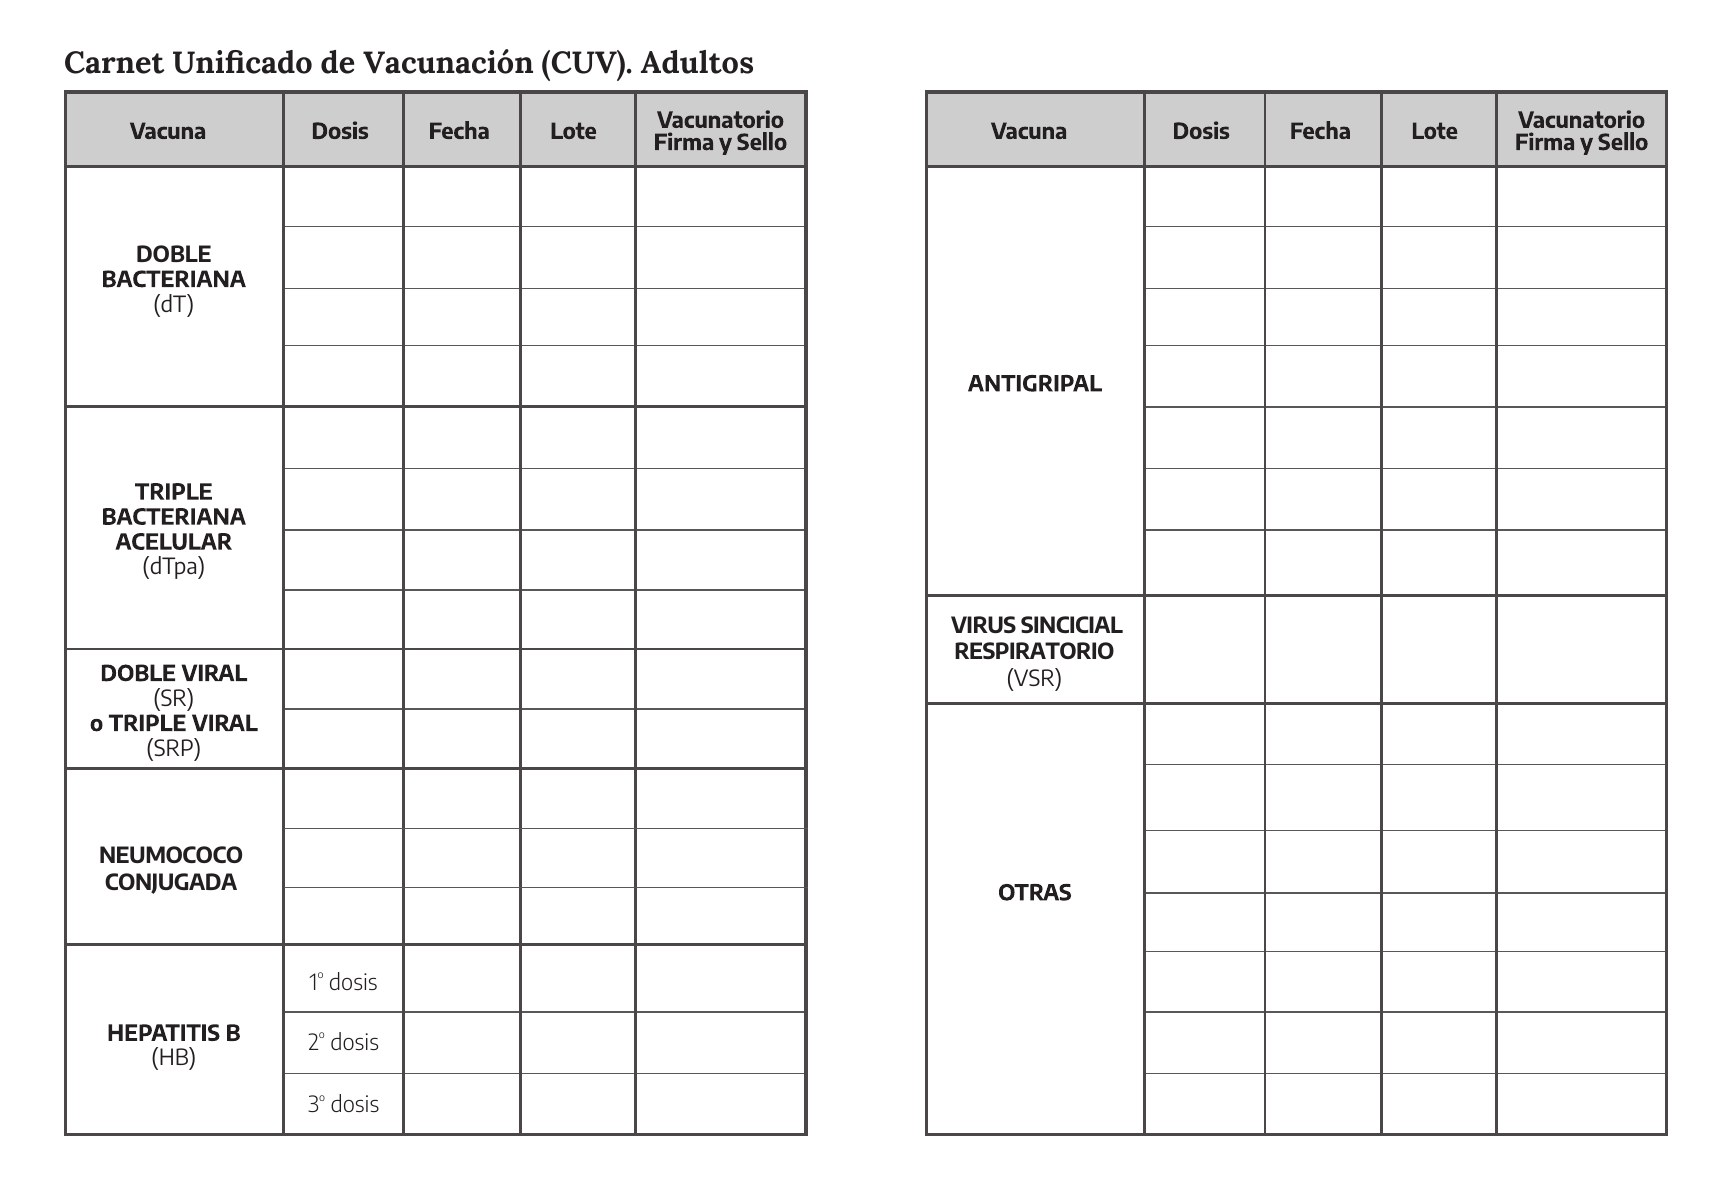 Carnet Unificado de Vacunación (CUV). Adultos
Vacuna
Dosis
Fecha
Lote
Vacunatorio
Firma y Sello
DOBLE
BACTERIANA
(dT)
TRIPLE
BACTERIANA
ACELULAR
(dTpa)
DOBLE VIRAL
(SR)
o TRIPLE VIRAL
(SRP)
NEUMOCOCO
CONJUGADA
HEPATITIS B
(HB)
1° dosis
2° dosis
3° dosis
Vacuna
Dosis
Fecha
Lote
Vacunatorio
Firma y Sello
ANTIGRIPAL
VIRUS SINCICIAL
RESPIRATORIO
(VSR)
OTRAS